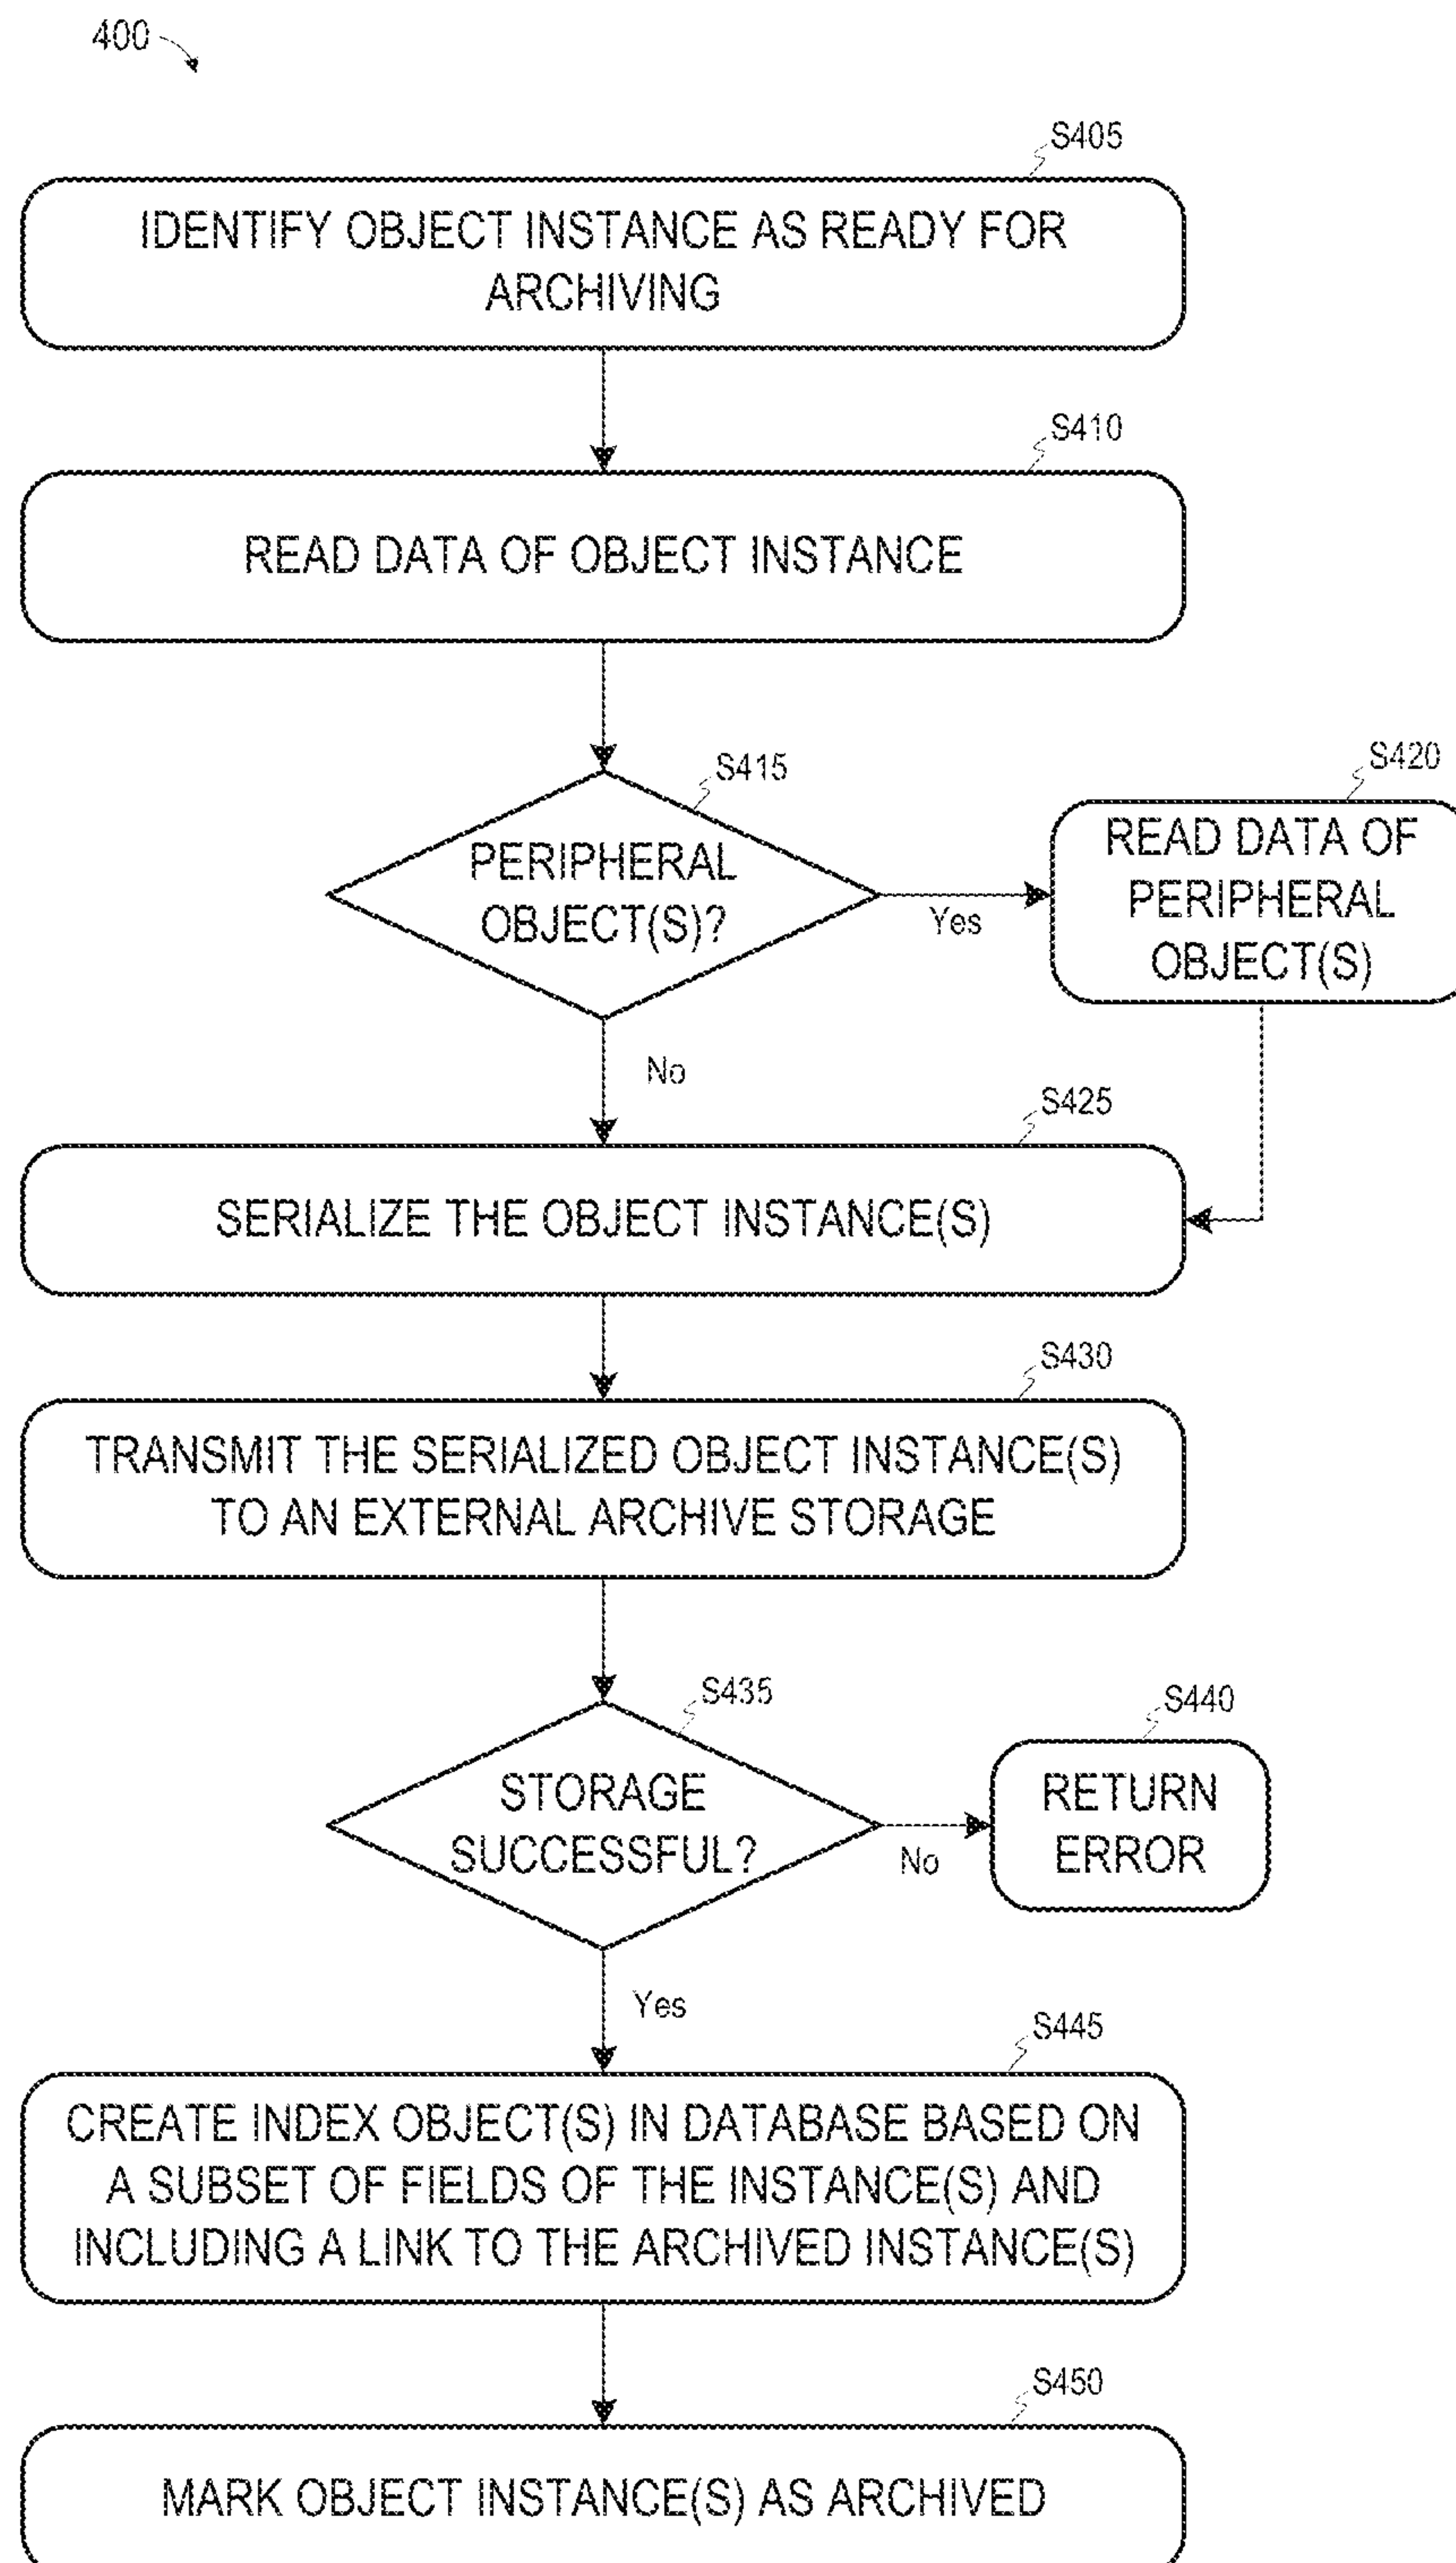 400
S405
IDENTIFY OBJECT INSTANCE AS READY FOR
ARCHIVING
S410
READ DATA OF OBJECT INSTANCE
S415
PERIPHERAL
OBJECT(S)?
Yes
S420
READ DATA OF
PERIPHERAL
OBJECT(S)
No
S425
SERIALIZE THE OBJECT INSTANCE(S)
S430
TRANSMIT THE SERIALIZED OBJECT INSTANCE(S)
TO AN EXTERNAL ARCHIVE STORAGE
S435
STORAGE
SUCCESSFUL?
No
S440
RETURN
ERROR
Yes
S445
CREATE INDEX OBJECT(S) IN DATABASE BASED ON
A SUBSET OF FIELDS OF THE INSTANCE(S) AND
INCLUDING A LINK TO THE ARCHIVED INSTANCE(S)
S450
MARK OBJECT INSTANCE(S) AS ARCHIVED